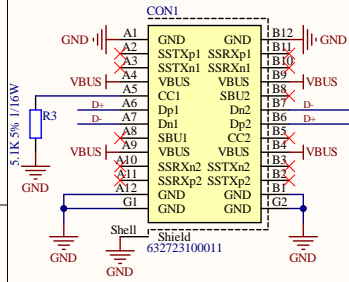 CON1
GND A1 GND GND B12 GND
A2 SSTXp1 SSRXp1 B11
A3 SSTXn1 SSRXn1 B10
VBUS A4 VBUS VBUS B9 VBUS
A5 CC1 SBU2 B8
D+ A6 Dp1 Dn2 B7 D-
D- A7 Dn1 Dp2 B6 D+
A8 SBU1 CC2 B5
VBUS A9 VBUS VBUS B4 VBUS
A10 SSRXn2 SSTXn2 B3
A11 SSRXp2 SSTXp2 B2
A12 GND GND B1
G1 GND GND G2
R3
5.1K 5% 1/16W
GND
Shell Shield
632723100011
GND GND GND